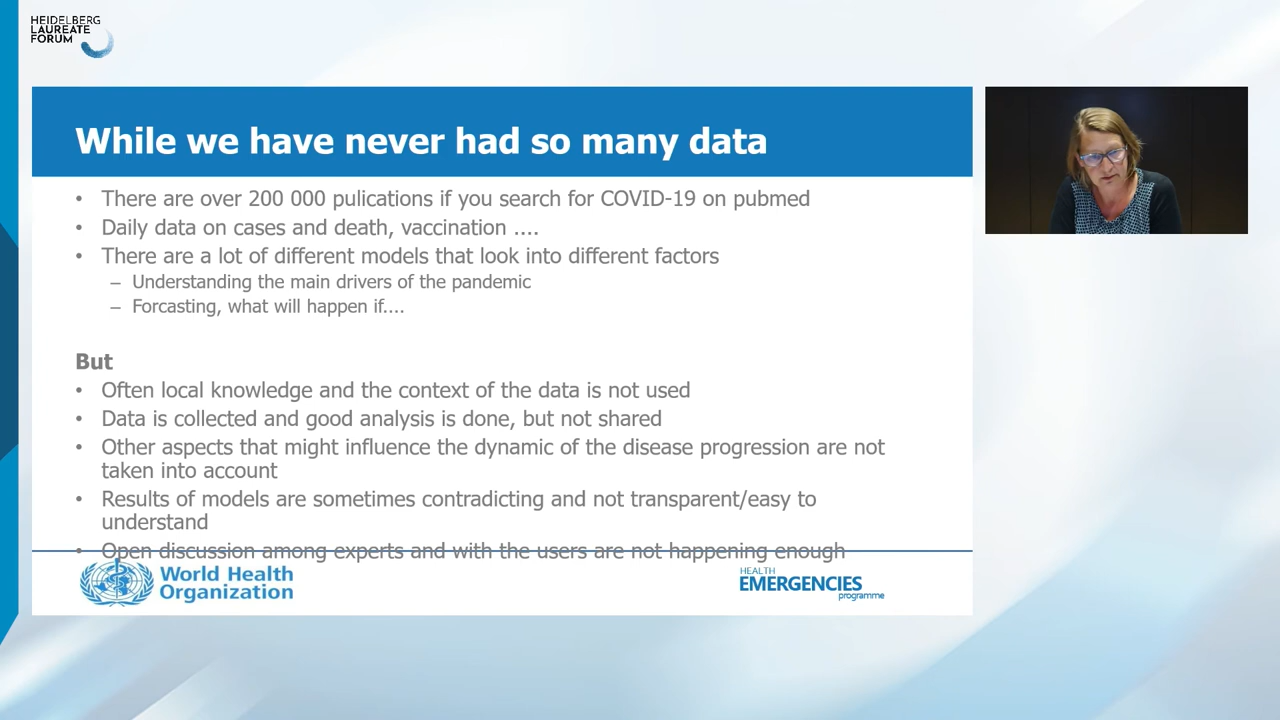 HEIDELBERG
LAUREATE
FORUM
While we have never had so many data
• There are over 200 000 pulications if you search for COVID-19 on pubmed
• Daily data on cases and death, vaccination ....
• There are a lot of different models that look into different factors
– Understanding the main drivers of the pandemic
– Forcasting, what will happen if....
But
• Often local knowledge and the context of the data is not used
• Data is collected and good analysis is done, but not shared
• Other aspects that might influence the dynamic of the disease progression are not
taken into account
• Results of models are sometimes contradicting and not transparent/easy to
understand
• Open discussion among experts and with the users are not happening enough
World Health
Organization
HEALTH
EMERGENCIES
programme